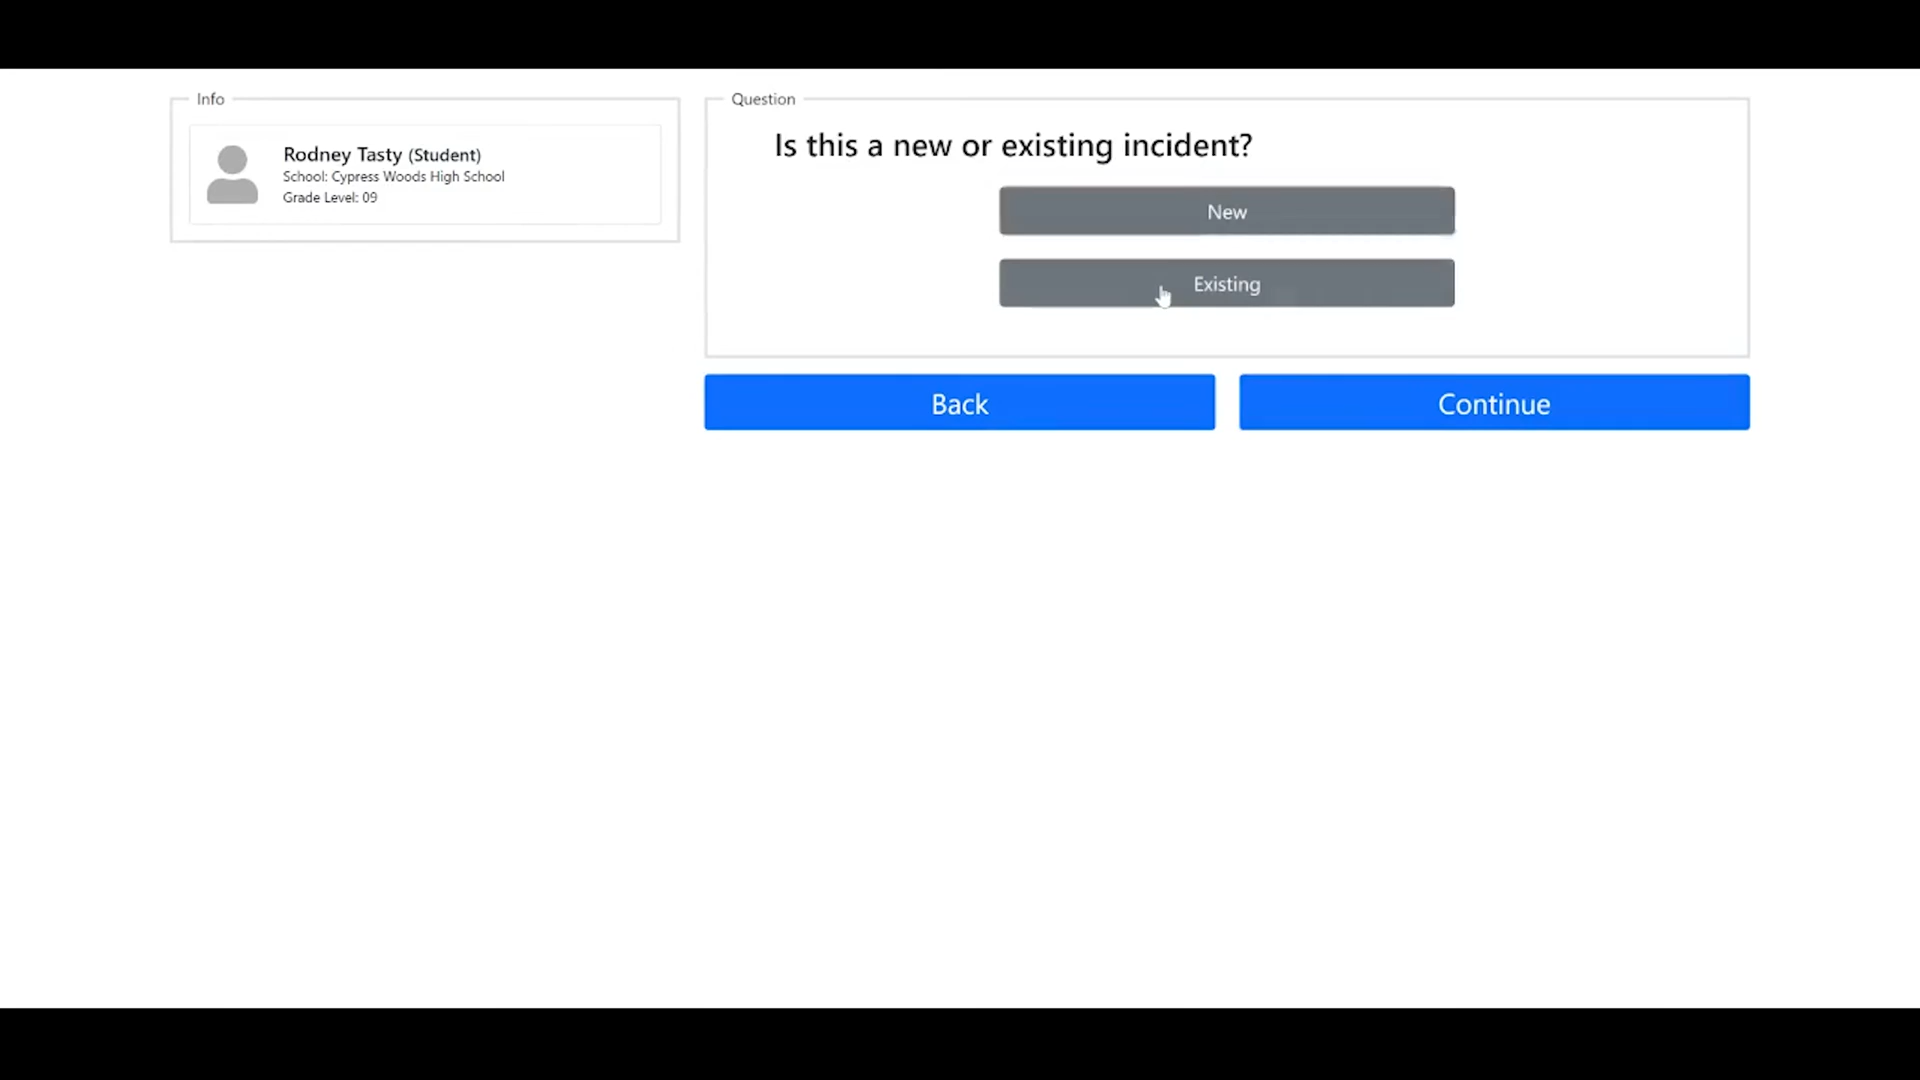 Info
Rodney Tasty (Student)
School: Cypress Woods High School
Grade Level: 09
Question
Is this a new or existing incident?
New
Existing
Back
Continue